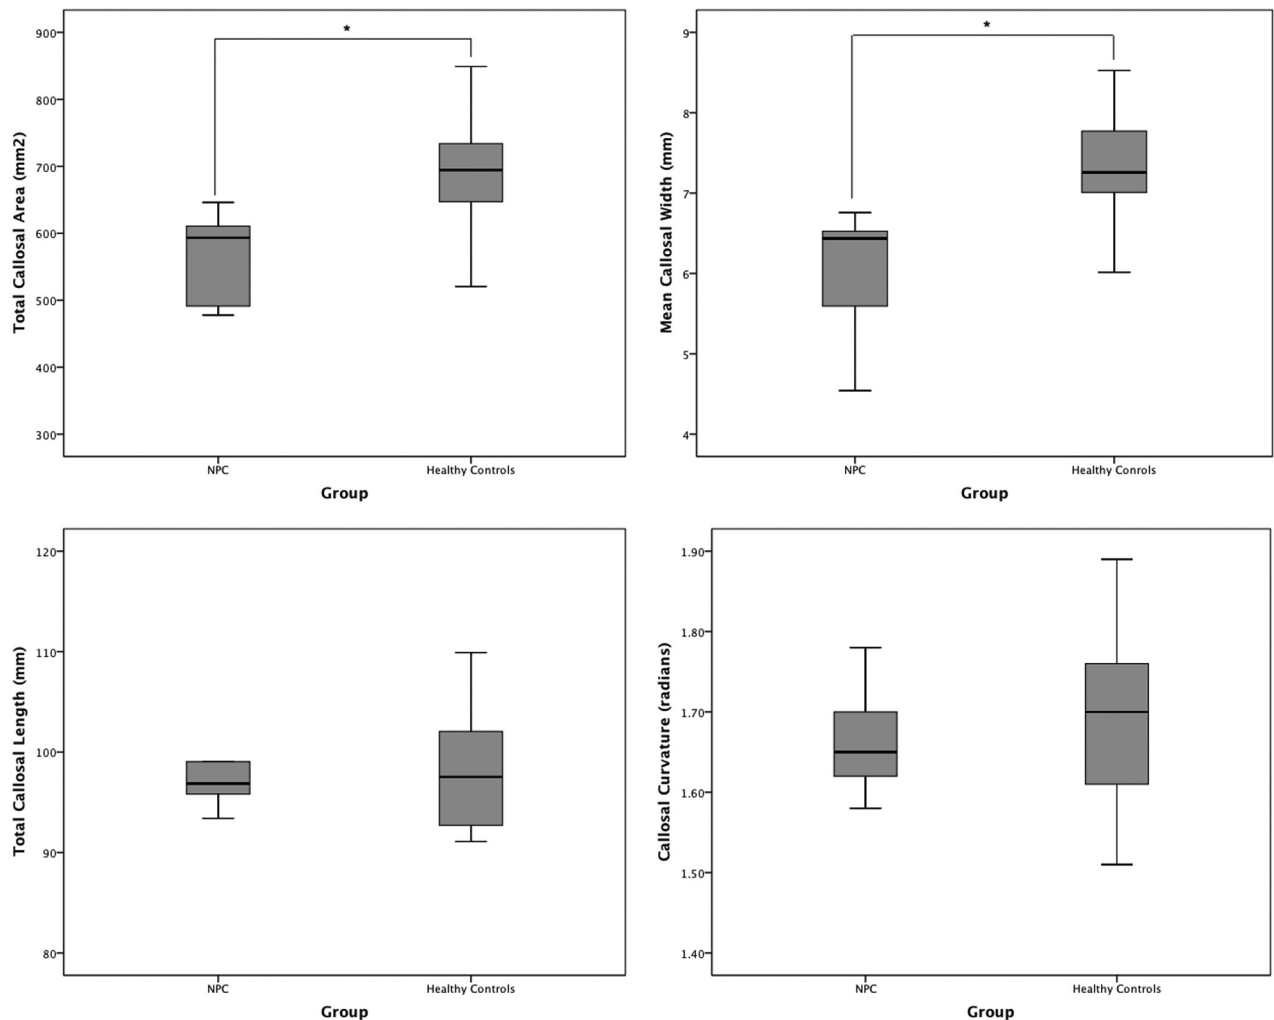 *
900
800
700
600
500
400
300
Total Callosal Area (mm2)
NPC
Healthy Controls
Group
*
9
8
7
6
5
4
Mean Callosal Width (mm)
NPC
Healthy Controls
Group
120
110
100
90
80
Total Callosal Length (mm)
NPC
Healthy Controls
Group
1.90
1.80
1.70
1.60
1.50
1.40
Callosal Curvature (radians)
NPC
Healthy Controls
Group